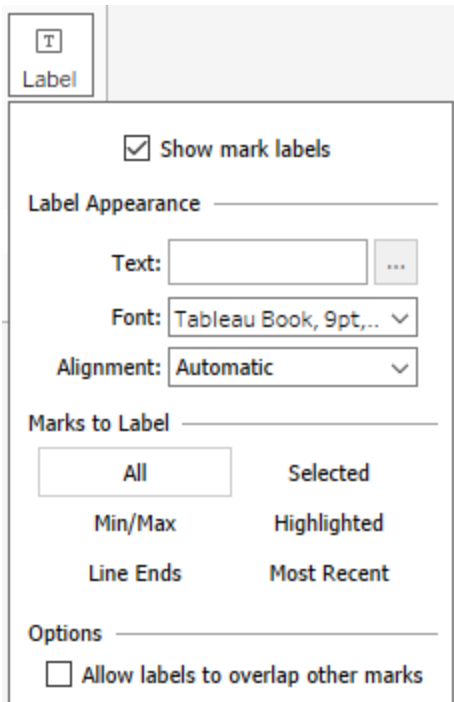 T
Label
Show mark labels
Label Appearance
Text:
...
Font: Tableau Book, 9pt,..
Alignment: Automatic
Marks to Label
All Selected
Min/Max Highlighted
Line Ends Most Recent
Options
Allow labels to overlap other marks